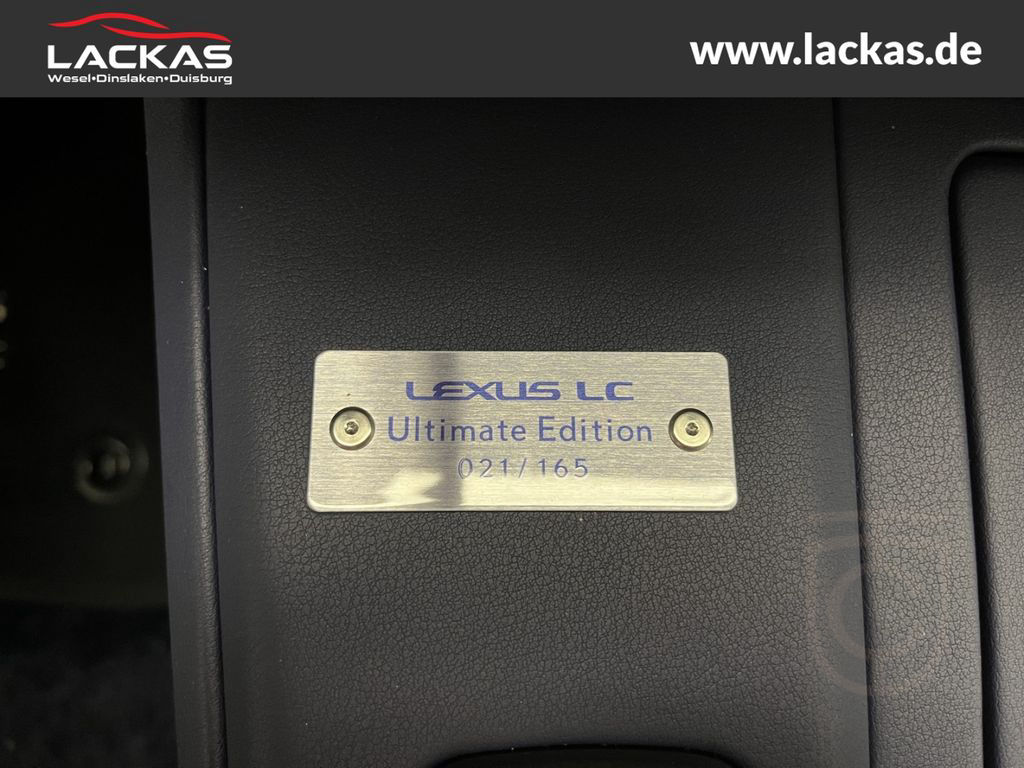 LACKAS
Wesel•Dinslaken•Duisburg
www.lackas.de
LEXUS LC
Ultimate Edition
021/165